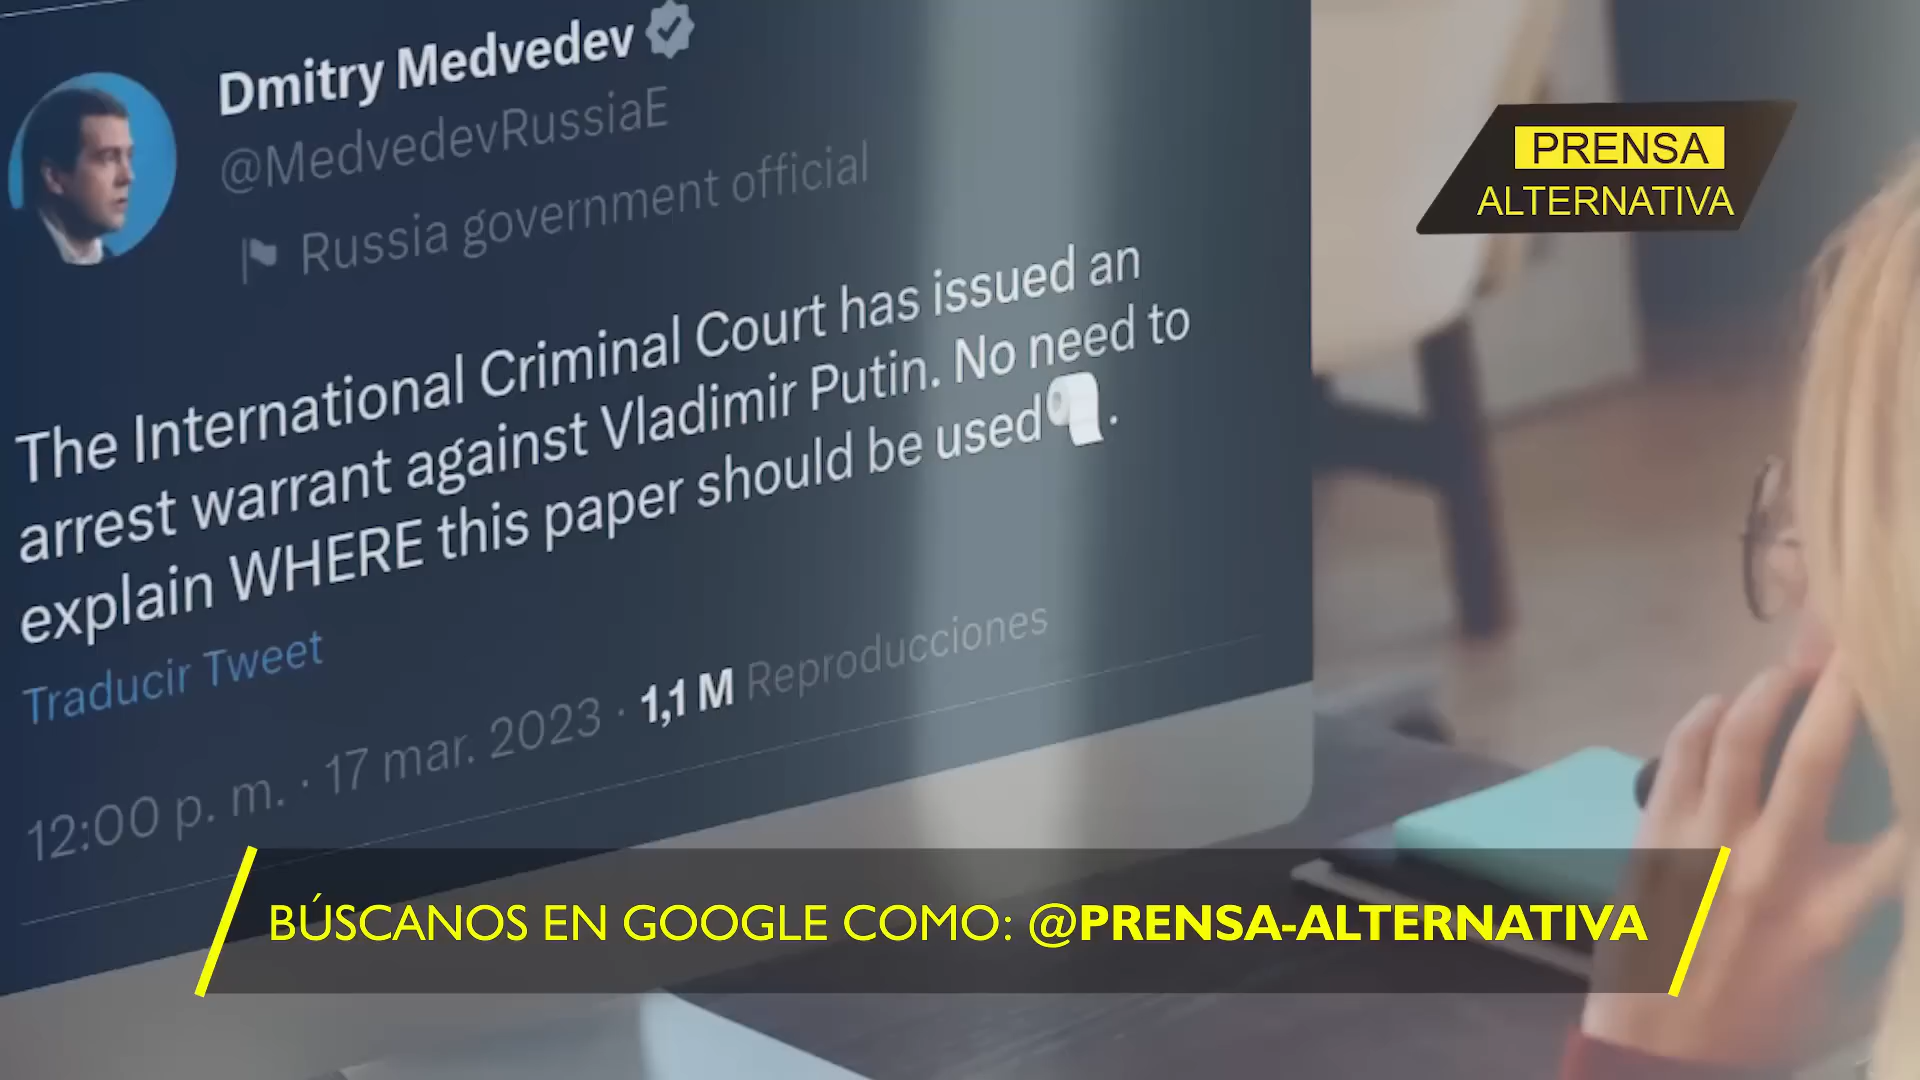 Dmitry Medvedev
@MedvedevRussiaE
Russia government official
The International Criminal Court has issued an
arrest warrant against Vladimir Putin. No need to
explain WHERE this paper should be used🧻.
Traducir Tweet
12:00 p. m. · 17 mar. 2023 · 1,1 M Reproducciones
PRENSA
ALTERNATIVA
BÚSCANOS EN GOOGLE COMO: @PRENSA-ALTERNATIVA